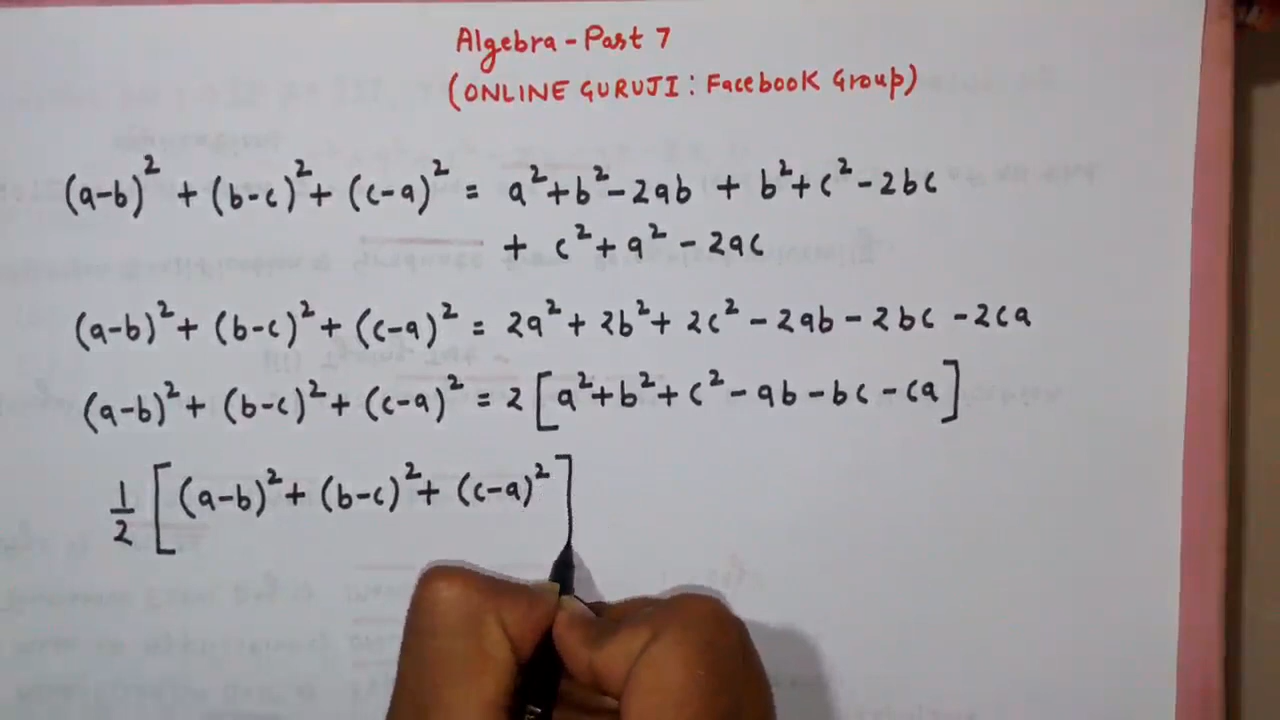 Algebra - Part 7
(ONLINE GURUJI : Facebook Group)
(a-b)² + (b-c)² + (c-a)² = a² + b² - 2ab + b² + c² - 2bc
+ c² + a² - 2ac
(a-b)² + (b-c)² + (c-a)² = 2a² + 2b² + 2c² - 2ab - 2bc - 2ca
(a-b)² + (b-c)² + (c-a)² = 2 [a² + b² + c² - ab - bc - ca]
1/2 [(a-b)² + (b-c)² + (c-a)²]